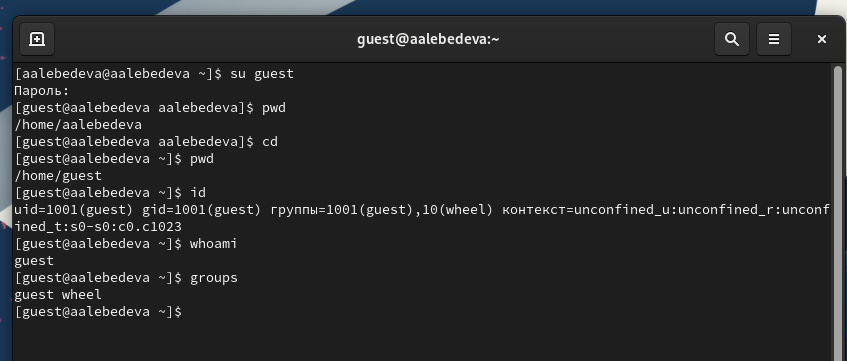 guest@aalebedeva:~
[aalebedeva@aalebedeva ~]$ su guest
Пароль:
[guest@aalebedeva aalebedeva]$ pwd
/home/aalebedeva
[guest@aalebedeva aalebedeva]$ cd
[guest@aalebedeva ~]$ pwd
/home/guest
[guest@aalebedeva ~]$ id
uid=1001(guest) gid=1001(guest) группы=1001(guest),10(wheel) контекст=unconfined_u:unconfined_r:unconf
ined_t:s0-s0:c0.c1023
[guest@aalebedeva ~]$ whoami
guest
[guest@aalebedeva ~]$ groups
guest wheel
[guest@aalebedeva ~]$